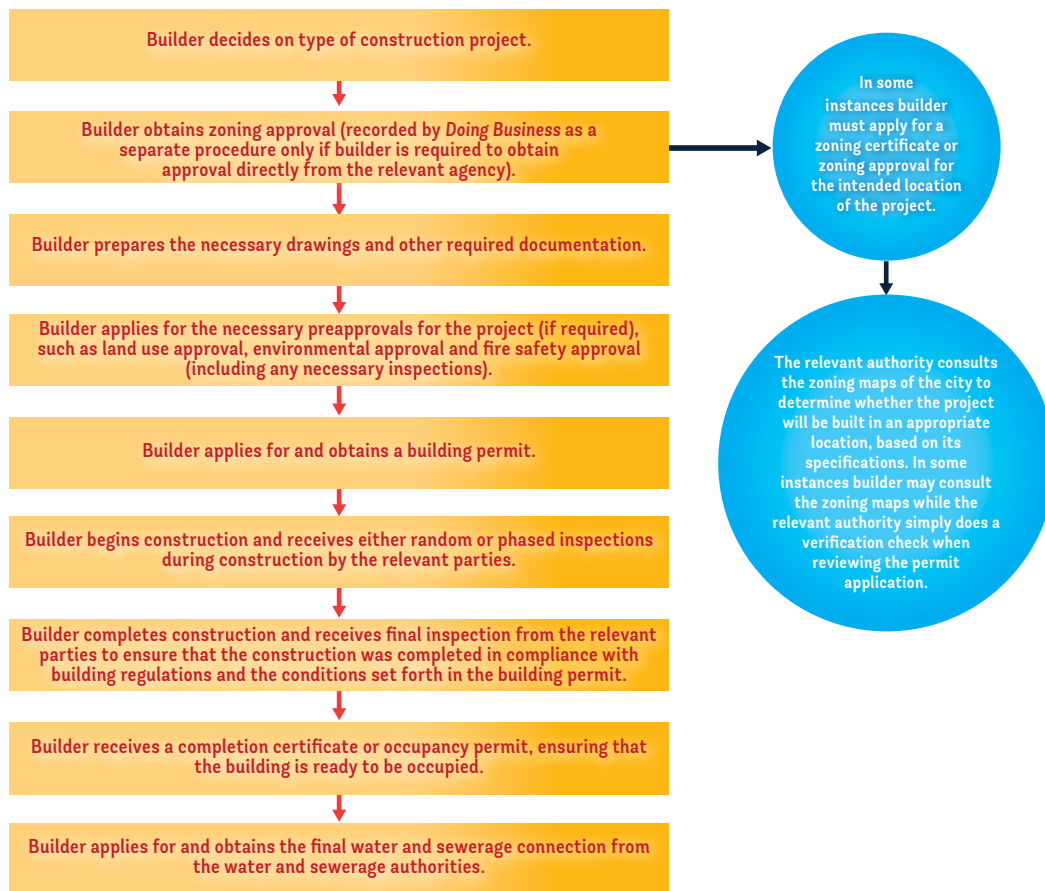 Builder decides on type of construction project.
Builder obtains zoning approval (recorded by Doing Business as a
separate procedure only if builder is required to obtain
approval directly from the relevant agency).
Builder prepares the necessary drawings and other required documentation.
Builder applies for the necessary preapprovals for the project (if required),
such as land use approval, environmental approval and fire safety approval
(including any necessary inspections).
Builder applies for and obtains a building permit.
Builder begins construction and receives either random or phased inspections
during construction by the relevant parties.
Builder completes construction and receives final inspection from the relevant
parties to ensure that the construction was completed in compliance with
building regulations and the conditions set forth in the building permit.
Builder receives a completion certificate or occupancy permit, ensuring that
the building is ready to be occupied.
Builder applies for and obtains the final water and sewerage connection from
the water and sewerage authorities.
In some
instances builder
must apply for a
zoning certificate or
zoning approval for
the intended location
of the project.
The relevant authority consults
the zoning maps of the city to
determine whether the project
will be built in an appropriate
location, based on its
specifications. In some
instances builder may consult
the zoning maps while the
relevant authority simply does a
verification check when
reviewing the permit
application.